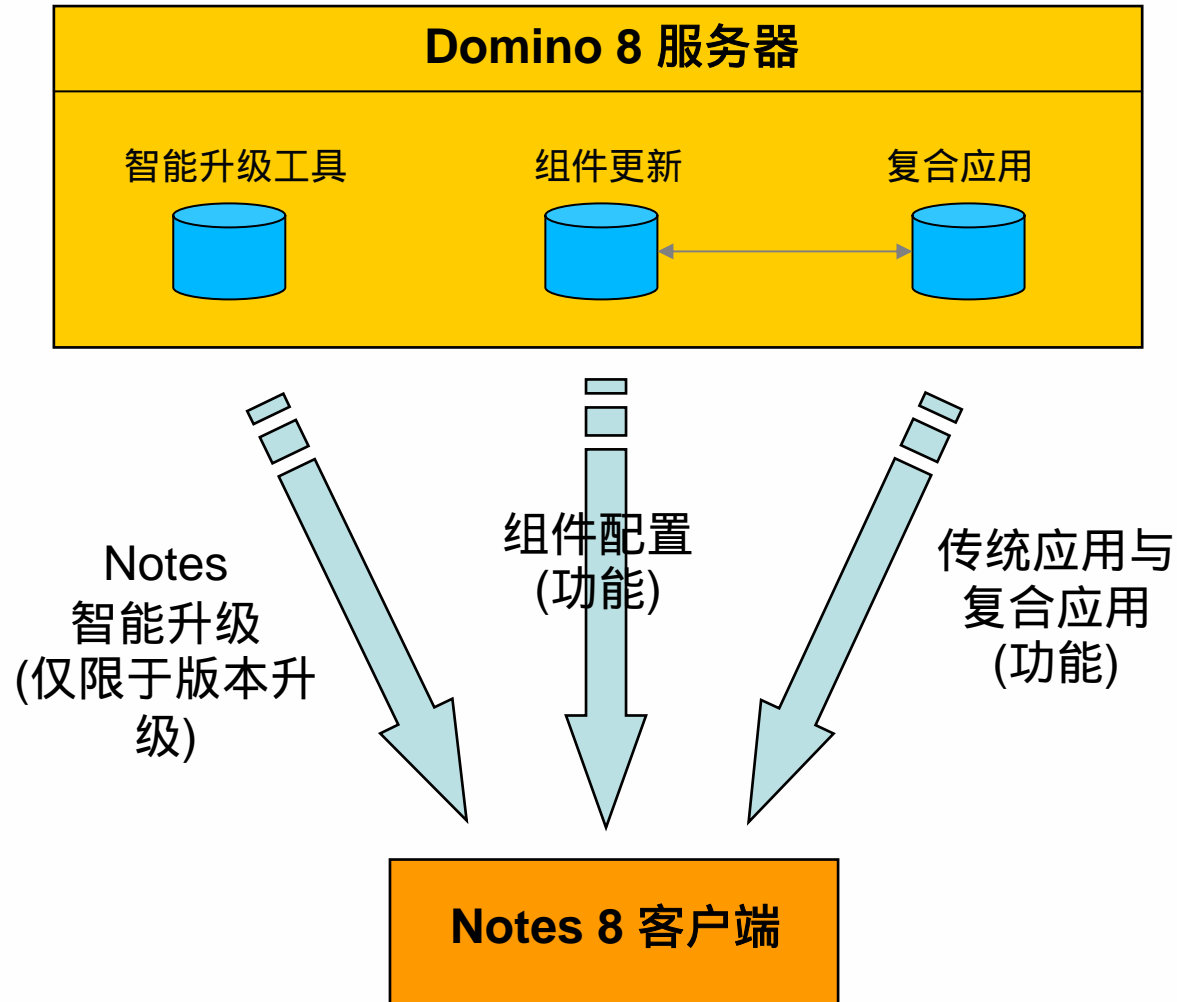 Domino 8 服务器
智能升级工具
组件更新
复合应用
Notes
智能升级
(仅限于版本升
级)
组件配置
(功能)
传统应用与
复合应用
(功能)
Notes 8 客户端